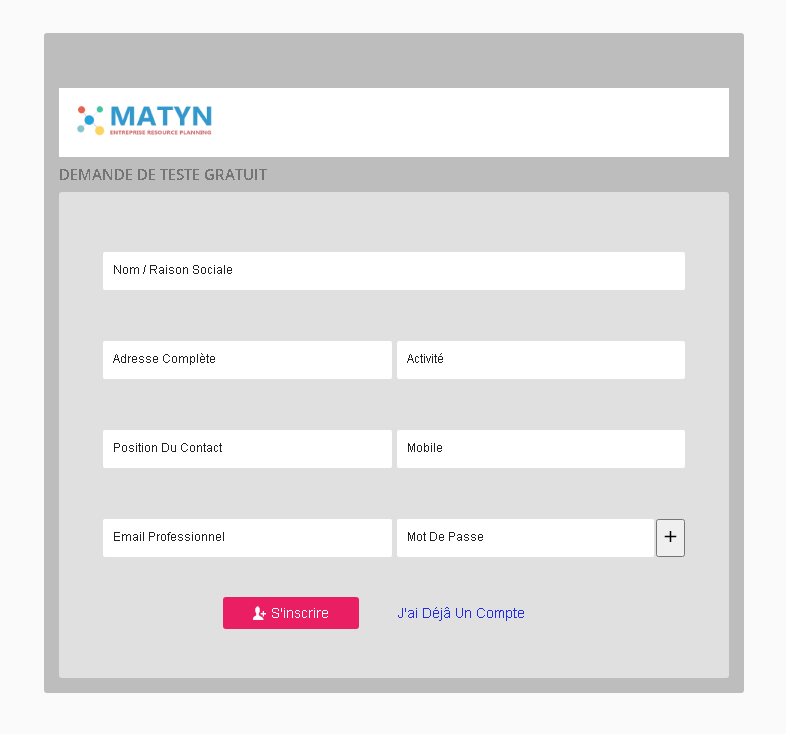 MATYN
ENTREPRISE RESOURCE PLANNING
DEMANDE DE TESTE GRATUIT
Nom / Raison Sociale
Adresse Complète Activité
Position Du Contact Mobile
Email Professionnel Mot De Passe +
S'inscrire J'ai Déjâ Un Compte